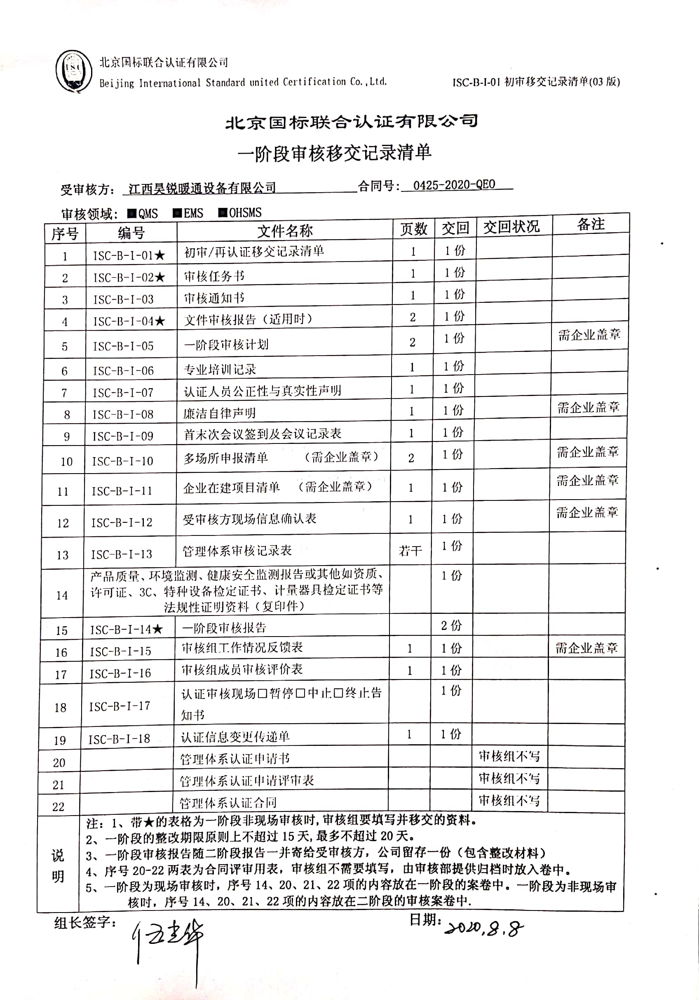 ISC
北京国标联合认证有限公司
Beijing International Standard united Certification Co.,Ltd.
ISC-B-I-01 初审移交记录清单(03 版)
北京国标联合认证有限公司
一阶段审核移交记录清单
受审核方： 江西昊锐暖通设备有限公司 合同号: 0425-2020-QEO
审核领域: ■QMS ■EMS ■OHSMS
序号 编号 文件名称 页数 交回 交回状况 备注
1 ISC-B-I-01★ 初审/再认证移交记录清单 1 1 份
2 ISC-B-I-02★ 审核任务书 1 1 份
3 ISC-B-I-03 审核通知书 1 1 份
4 ISC-B-I-04★ 文件审核报告（适用时） 2 1 份
5 ISC-B-I-05 一阶段审核计划 2 1 份 需企业盖章
6 ISC-B-I-06 专业培训记录 1 1 份
7 ISC-B-I-07 认证人员公正性与真实性声明 1 1 份
8 ISC-B-I-08 廉洁自律声明 1 1 份 需企业盖章
9 ISC-B-I-09 首末次会议签到及会议记录表 1 1 份
10 ISC-B-I-10 多场所申报清单 （需企业盖章） 2 1 份 需企业盖章
11 ISC-B-I-11 企业在建项目清单 （需企业盖章） 1 1 份 需企业盖章
12 ISC-B-I-12 受审核方现场信息确认表 1 1 份 需企业盖章
13 ISC-B-I-13 管理体系审核记录表 若干 1 份
产品质量、环境监测、健康安全监测报告或其他如资质、 1 份
14 许可证、3C、特种设备检定证书、计量器具检定证书等
法规性证明资料（复印件）
15 ISC-B-I-14★ 一阶段审核报告 2 份
16 ISC-B-I-15 审核组工作情况反馈表 1 1 份 需企业盖章
17 ISC-B-I-16 审核组成员审核评价表 1 1 份
18 ISC-B-I-17 认证审核现场□暂停□中止□终止告 1 份
知书
19 ISC-B-I-18 认证信息变更传递单 1 1 份
20 管理体系认证申请书 审核组不写
21 管理体系认证申请评审表 审核组不写
22 管理体系认证合同 审核组不写
说明
注：1、带★的表格为一阶段非现场审核时,审核组要填写并移交的资料。
2、一阶段的整改期限原则上不超过 15 天,最多不超过 20 天。
3、一阶段审核报告随二阶段报告一并寄给受审核方，公司留存一份（包含整改材料）
4、序号 20-22 两表为合同评审用表，审核组不需要填写，由审核部提供归档时放入卷中。
5、一阶段为现场审核时，序号 14、20、21、22 项的内容放在一阶段的案卷中。一阶段为非现场审
核时，序号 14、20、21、22 项的内容放在二阶段的审核案卷中.
组长签字： 伍志华 日期： 2020.8.8